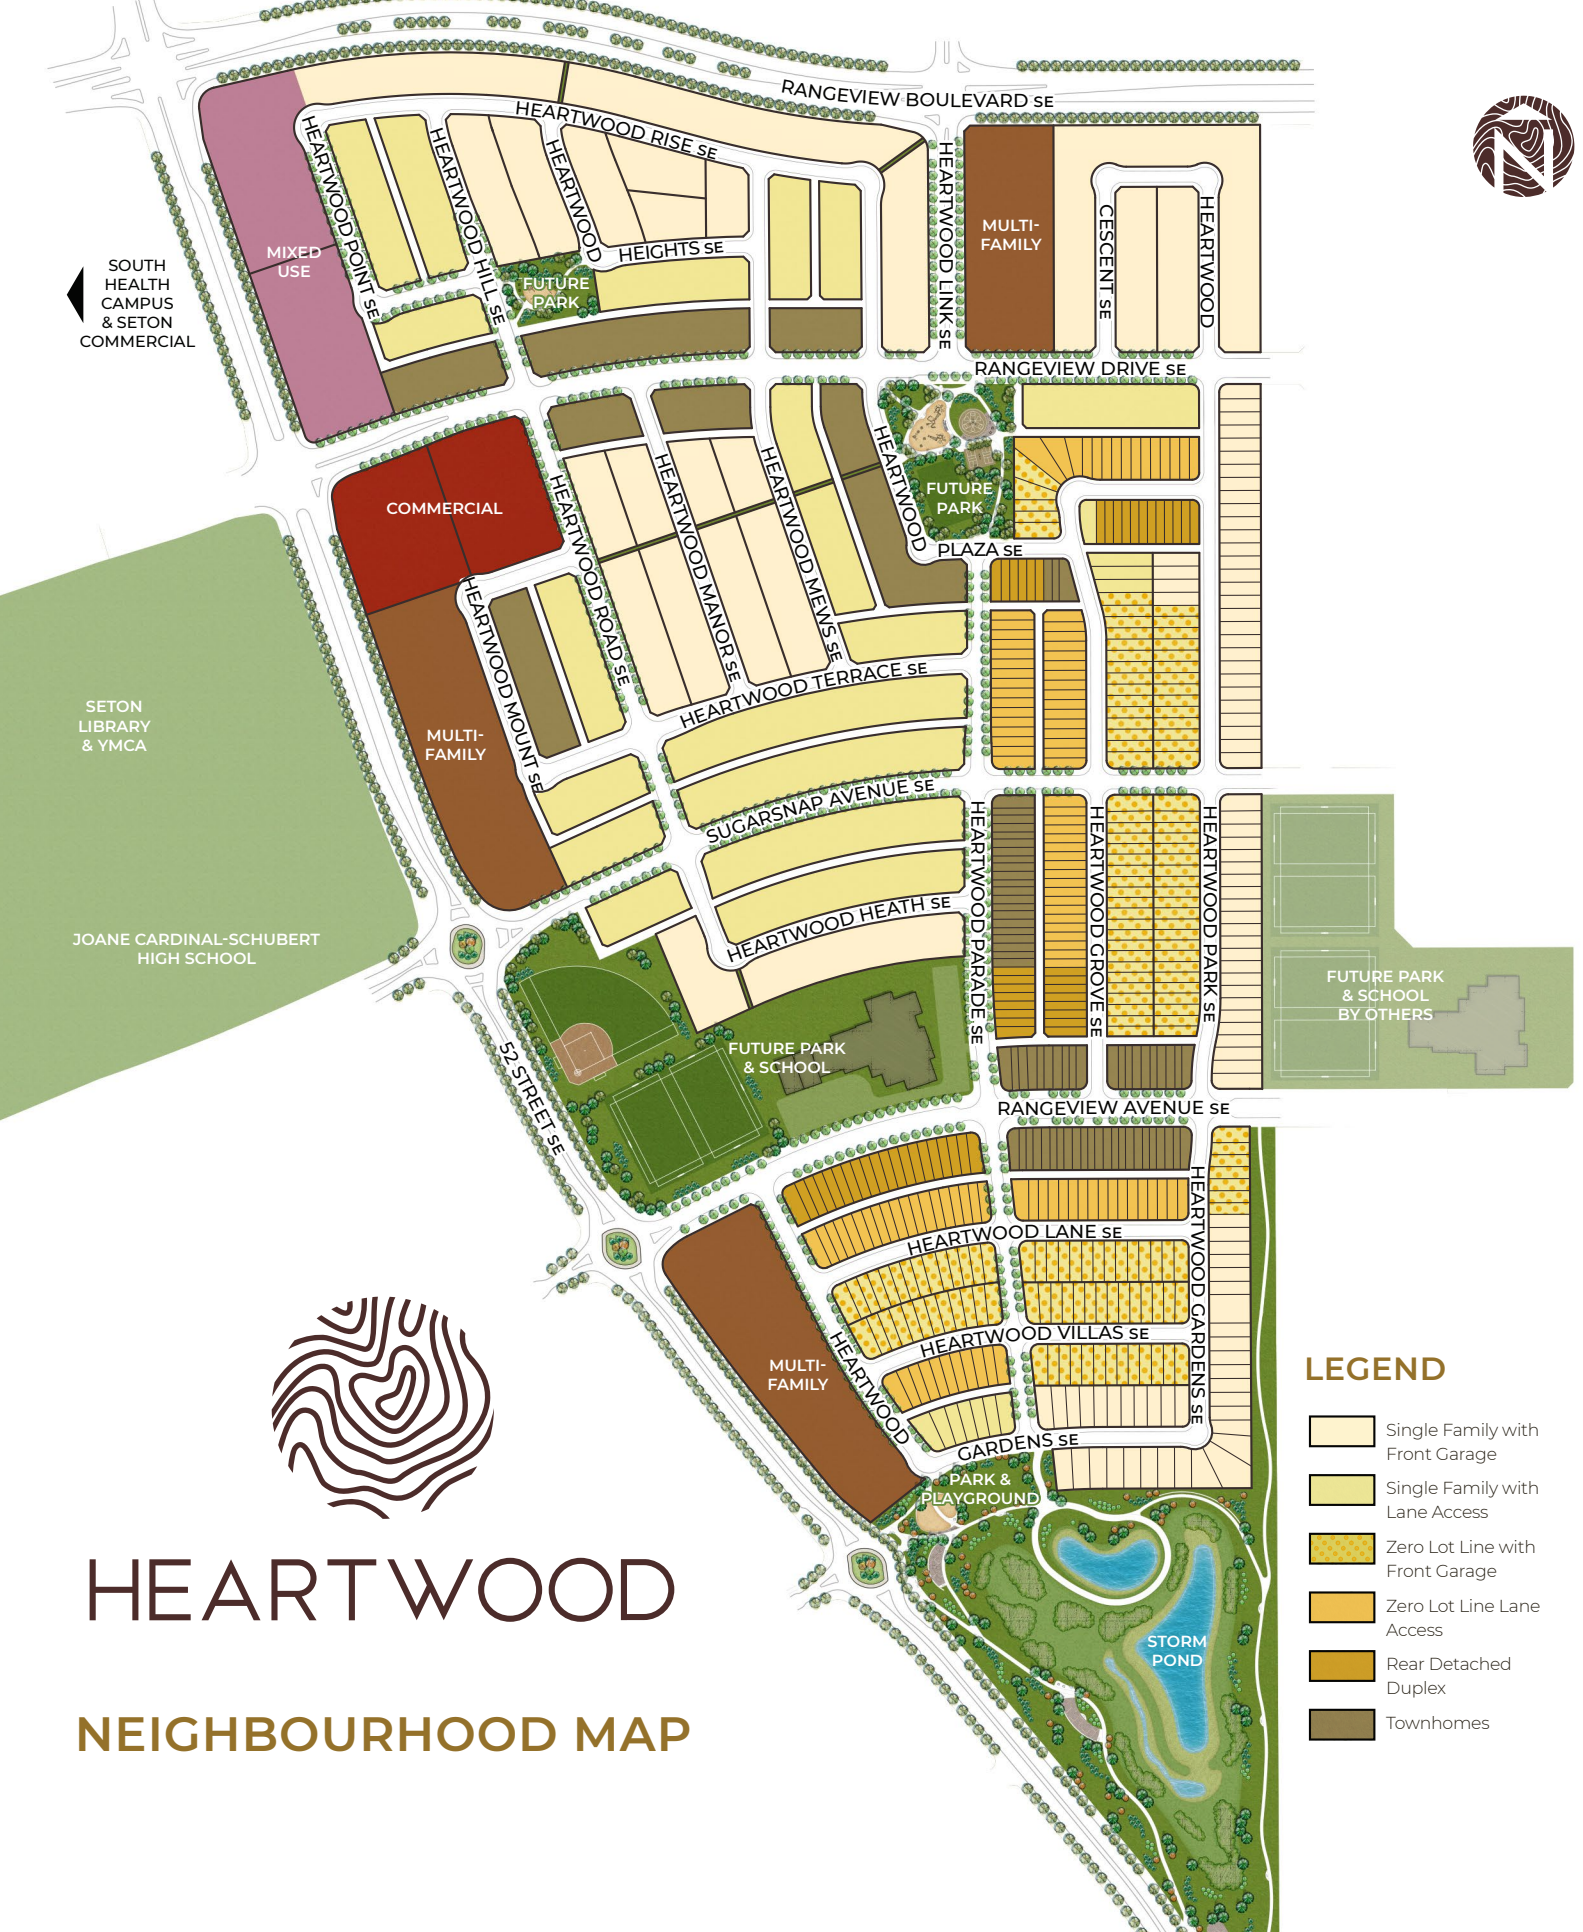 RANGEVIEW BOULEVARD SE
HEARTWOOD RISE SE
HEARTWOOD POINT SE
HEARTWOOD HILL SE
HEARTWOOD
HEIGHTS SE
HEARTWOOD LINK SE
MULTI-
FAMILY
CESCENT SE
HEARTWOOD
N
MIXED
USE
SOUTH
HEALTH
CAMPUS
& SETON
COMMERCIAL
FUTURE
PARK
RANGEVIEW DRIVE SE
COMMERCIAL
HEARTWOOD ROAD SE
HEARTWOOD MANOR SE
HEARTWOOD MEWS SE
HEARTWOOD
PLAZA SE
FUTURE
PARK
HEARTWOOD MOUNT SE
HEARTWOOD TERRACE SE
SETON
LIBRARY
& YMCA
MULTI-
FAMILY
SUGARSNAP AVENUE SE
HEARTWOOD PARADE SE
HEARTWOOD GROVE SE
HEARTWOOD PARK SE
HEARTWOOD HEATH SE
JOANE CARDINAL-SCHUBERT
HIGH SCHOOL
FUTURE PARK
& SCHOOL
BY OTHERS
FUTURE PARK
& SCHOOL
52 STREET SE
RANGEVIEW AVENUE SE
HEARTWOOD LANE SE
HEARTWOOD GARDENS SE
HEARTWOOD VILLAS SE
MULTI-
FAMILY
HEARTWOOD
GARDENS SE
PARK &
PLAYGROUND
STORM
POND
HEARTWOOD
NEIGHBOURHOOD MAP
LEGEND
Single Family with
Front Garage
Single Family with
Lane Access
Zero Lot Line with
Front Garage
Zero Lot Line Lane
Access
Rear Detached
Duplex
Townhomes